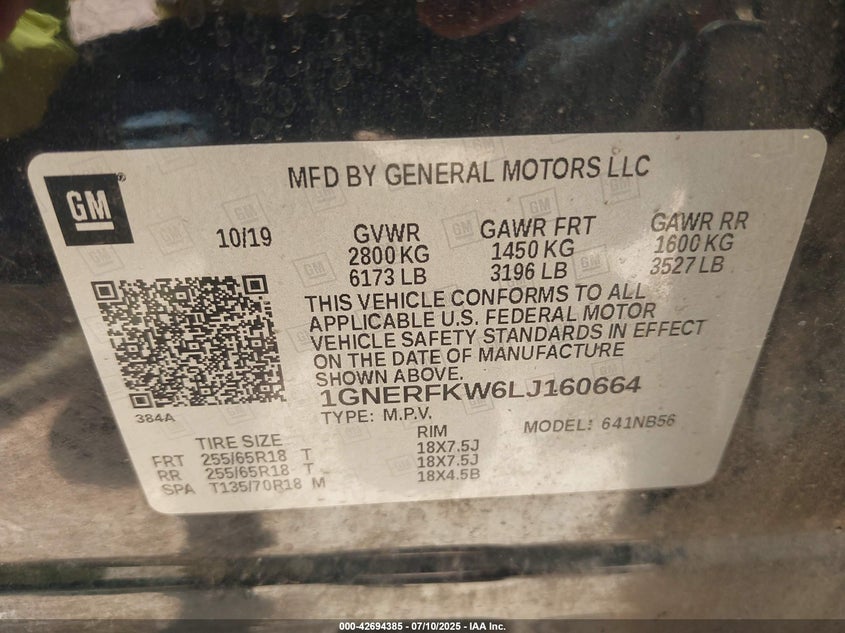 MFD BY GENERAL MOTORS LLC
GM
10/19
GVWR
2800 KG
6173 LB
GAWR FRT
1450 KG
3196 LB
GAWR RR
1600 KG
3527 LB
THIS VEHICLE CONFORMS TO ALL
APPLICABLE U.S. FEDERAL MOTOR
VEHICLE SAFETY STANDARDS IN EFFECT
ON THE DATE OF MANUFACTURE
SHOWN ABOVE.
1GNERFKW6LJ160664
TYPE: M.P.V.
MODEL: 641NB56
384A
TIRE SIZE
RIM
FRT 255/65R18 T 18X7.5J
RR 255/65R18 T 18X7.5J
SPA T135/70R18 M 18X4.5B
000-42694385 - 07/10/2025 - IAA Inc.